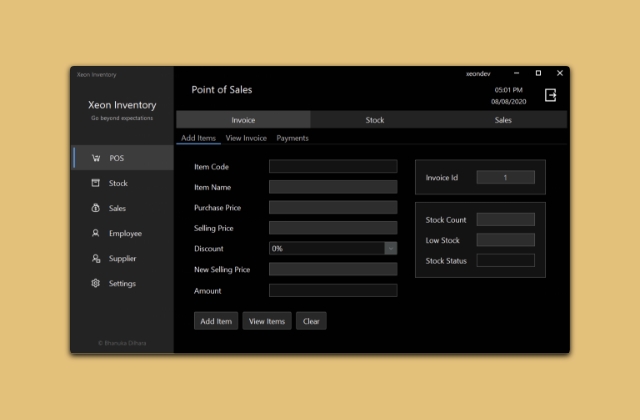 Xeon Inventory
xeondev
Xeon Inventory
Go beyond expectations
POS
Stock
Sales
Employee
Supplier
Settings
Point of Sales
05:01 PM
08/08/2020
Invoice Stock Sales
Add Items View Invoice Payments
Item Code
Item Name
Purchase Price
Selling Price
Discount 0%
New Selling Price
Amount
Invoice Id 1
Stock Count
Low Stock
Stock Status
Add Item View Items Clear